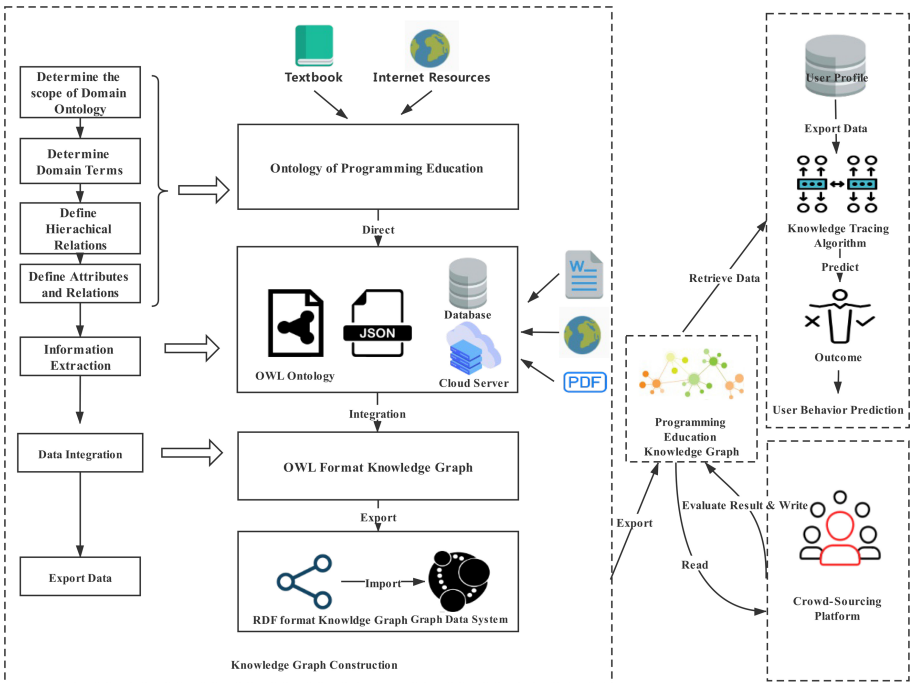 Textbook
Internet Resources
Determine the
scope of Domain
Ontology
Determine
Domain Terms
Define
Hierachical
Relations
Define Attributes
and Relations
Information
Extraction
Data Integration
Export Data
Ontology of Programming Education
Direct
OWL Ontology
JSON
Database
Cloud Server
W
PDF
Integration
OWL Format Knowledge Graph
Export
Import
RDF format Knowldge Graph
Graph Data System
Knowledge Graph Construction
Export
Programming
Education
Knowledge Graph
Retrieve Data
Evaluate Result & Write
Read
User Profile
Export Data
Knowledge Tracing
Algorithm
Predict
Outcome
User Behavior Prediction
Crowd-Sourcing
Platform